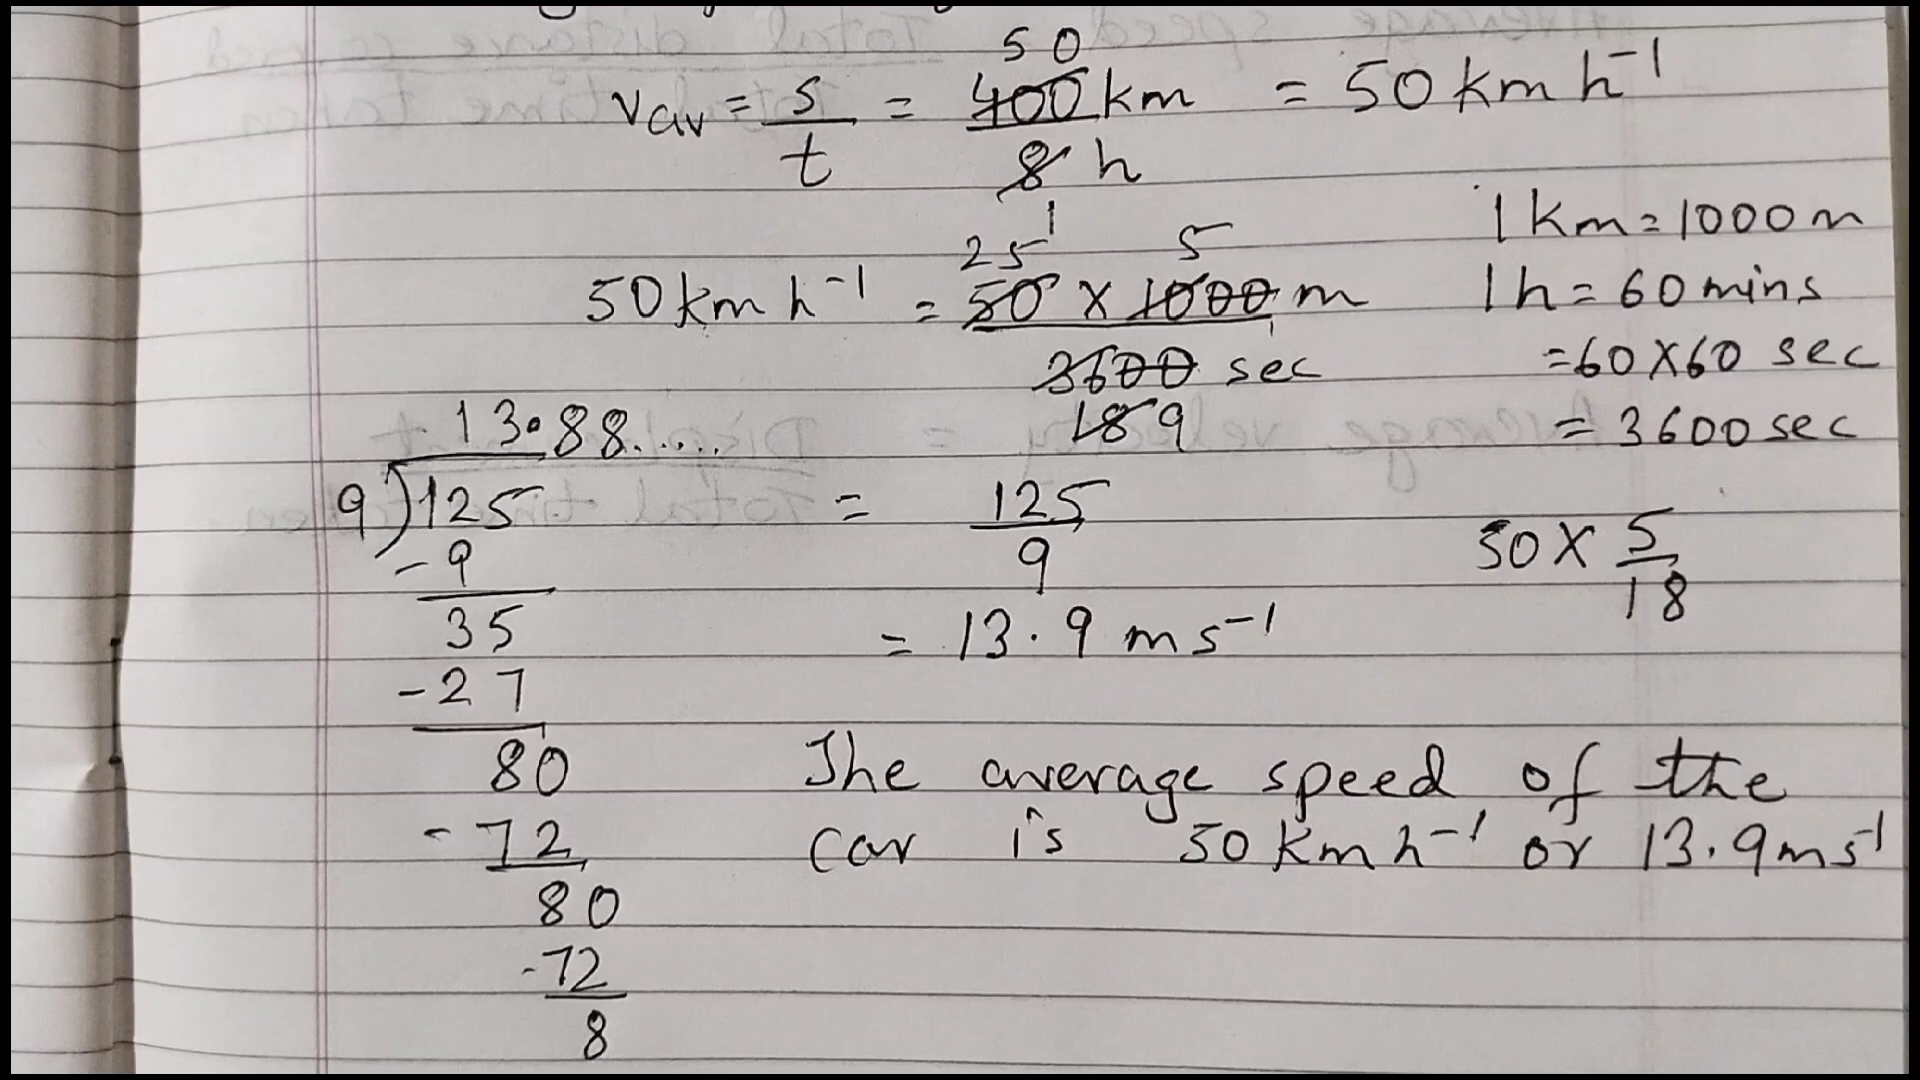 50
vav = s/t = 400 km / 8 h = 50 km h⁻¹
1 km = 1000 m
25 1 5
50 km h⁻¹ = 50 × 1000 m / 3600 sec
18 9
1 h = 60 mins
= 60 × 60 sec
= 3600 sec
13.88....
9)125
- 9
35
- 27
80
- 72
80
- 72
8
= 125/9
50 × 5/18
= 13.9 ms⁻¹
The average speed of the
car is 50 km h⁻¹ or 13.9 ms⁻¹